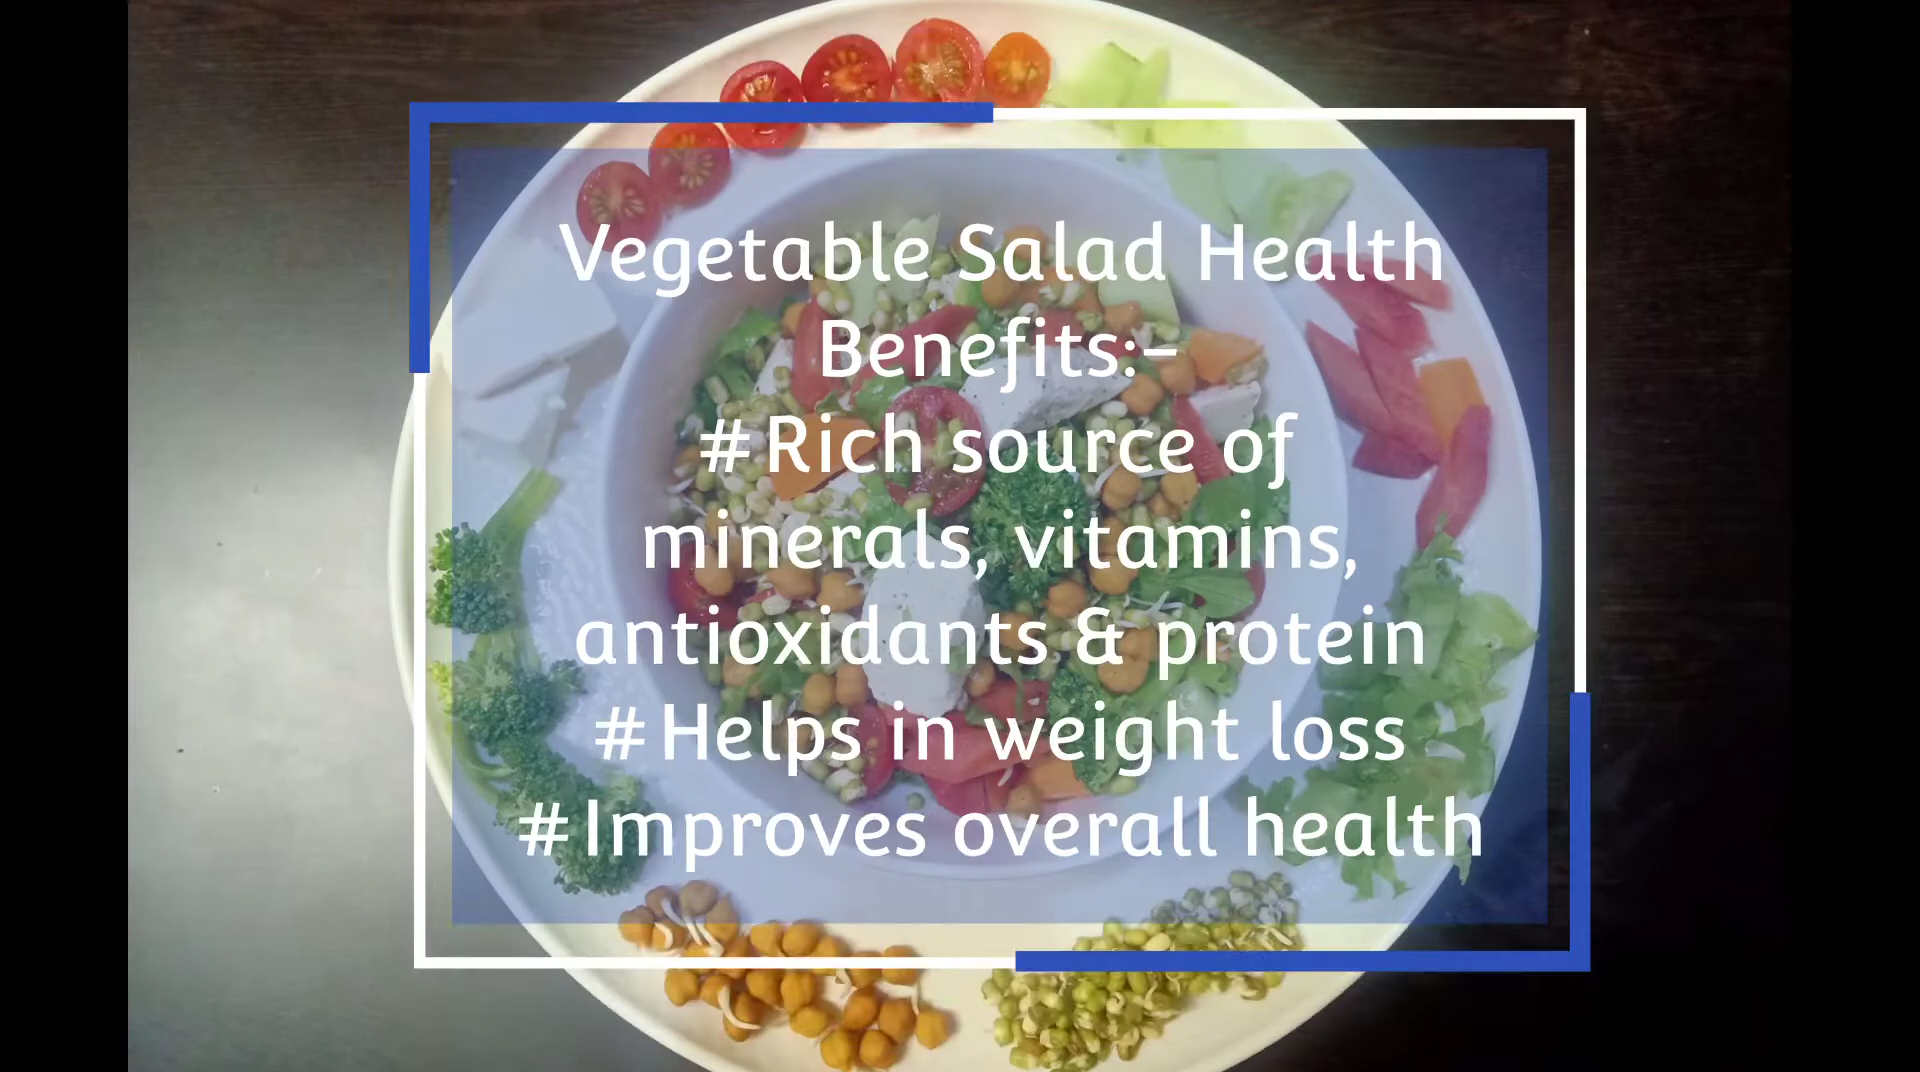 Vegetable Salad Health
Benefits:-
#Rich source of
minerals, vitamins,
antioxidants & protein
#Helps in weight loss
#Improves overall health